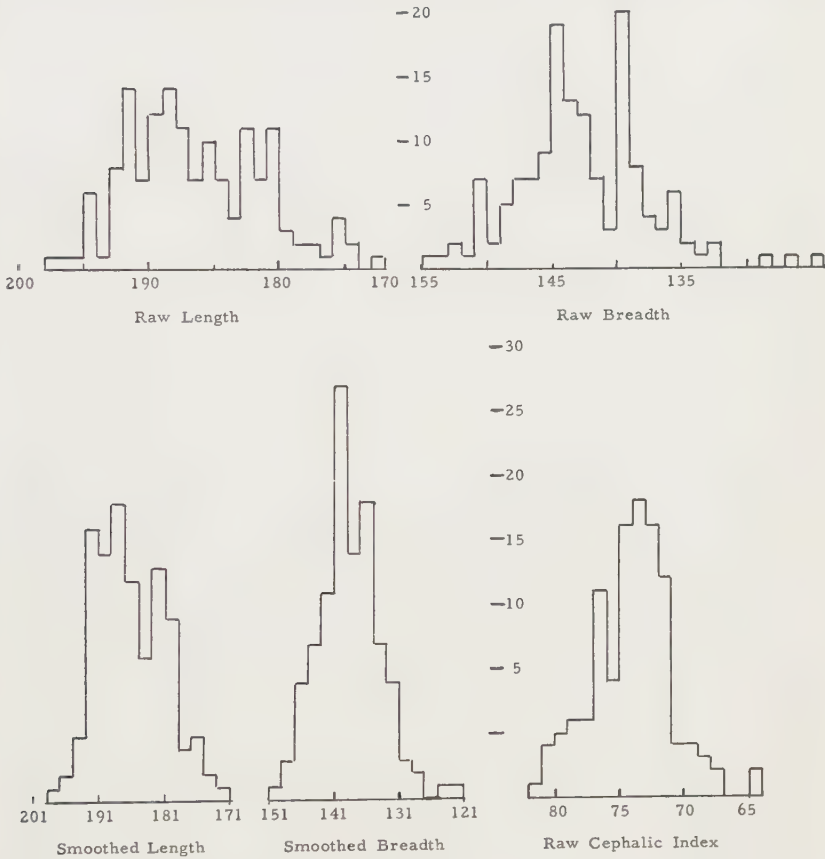 20
15
10
5
200 190 180 170
155 145 135
Raw Length
Raw Breadth
30
25
20
15
10
5
201 191 181 171
151 141 131 121
80 75 70 65
Smoothed Length
Smoothed Breadth
Raw Cephalic Index